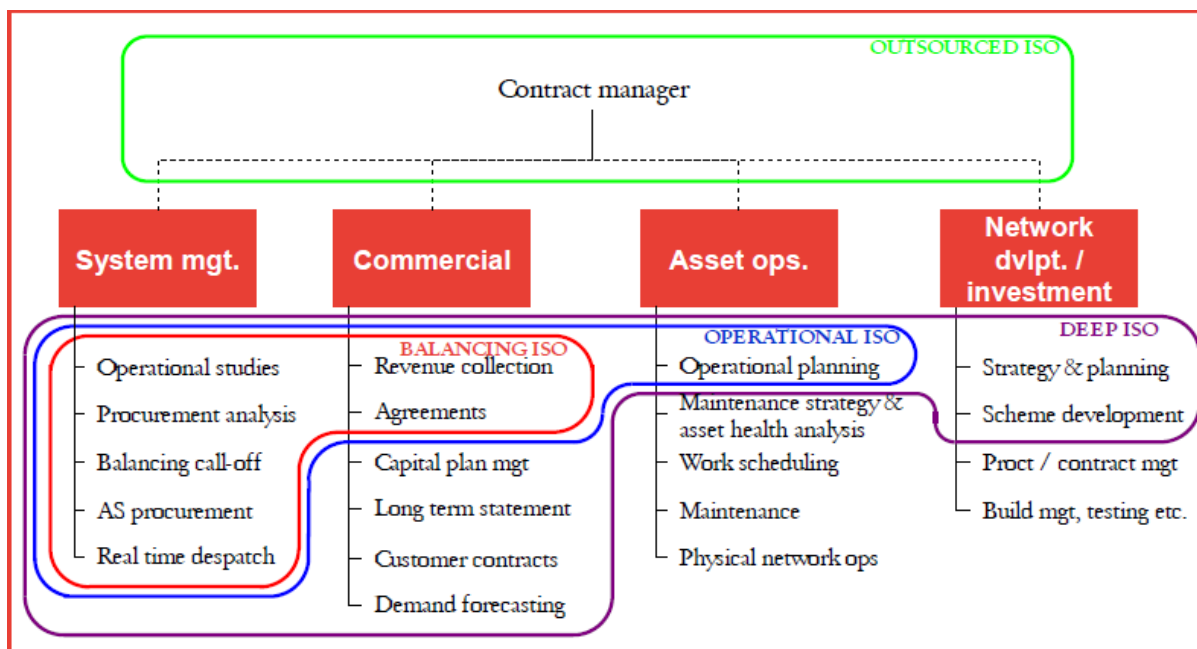 OUTSOURCED ISO
Contract manager
System mgt.
Commercial
Asset ops.
Network
dvlpt. /
investment
BALANCING ISO
OPERATIONAL ISO
DEEP ISO
Operational studies
Procurement analysis
Balancing call-off
AS procurement
Real time despatch
Revenue collection
Agreements
Capital plan mgt
Long term statement
Customer contracts
Demand forecasting
Operational planning
Maintenance strategy &
asset health analysis
Work scheduling
Maintenance
Physical network ops
Strategy & planning
Scheme development
Proct / contract mgt
Build mgt, testing etc.